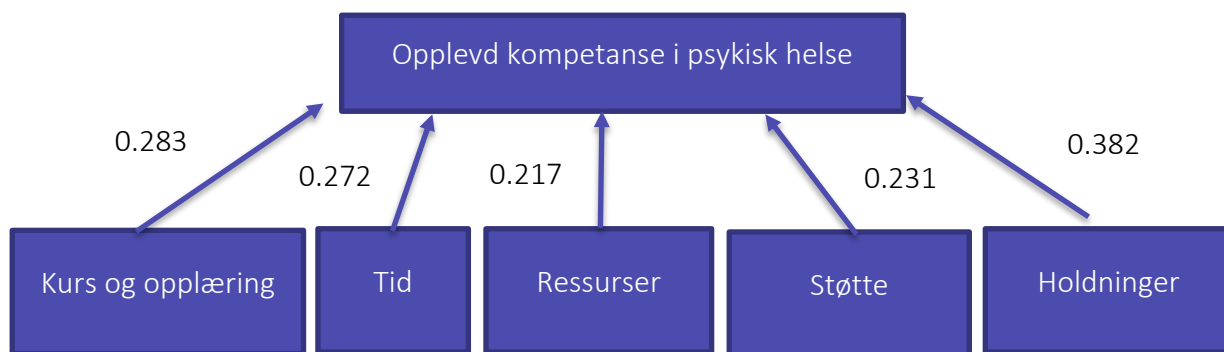 Opplevd kompetanse i psykisk helse
0.283
0.272
0.217
0.231
0.382
Kurs og opplæring
Tid
Ressurser
Støtte
Holdninger